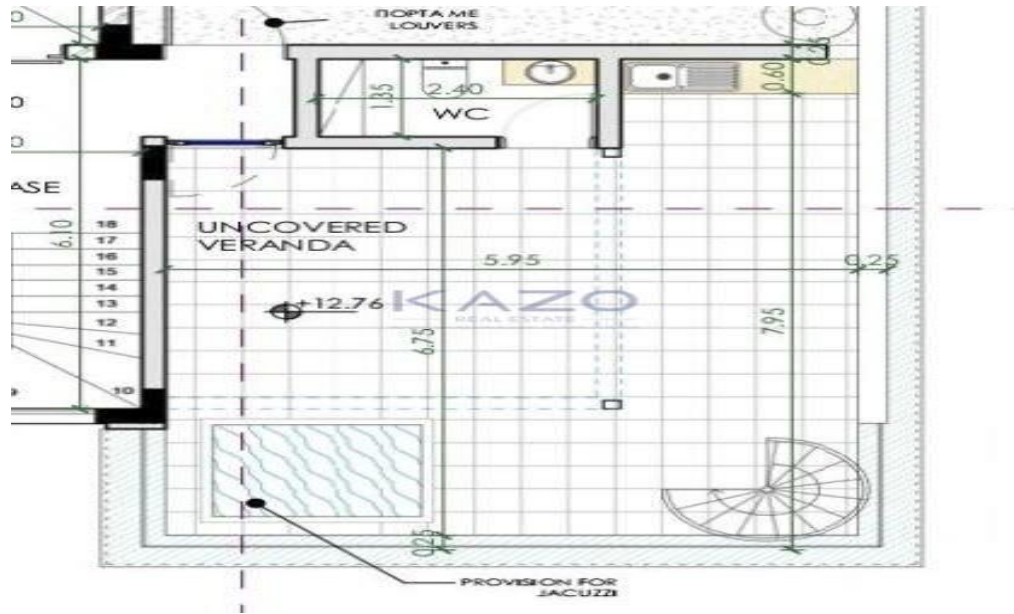 ΠΟΡΤΑ ΜΕ
LOUVERS
0.25
0.60
1.35
2.40
WC
ASE
6.10
UNCOVERED
VERANDA
18
17
16
15
14
13
12
11
10
5.95
0.25
+12.76
KAZO
REAL ESTATE
6.75
7.95
0.25
PROVISION FOR
JACUZZI